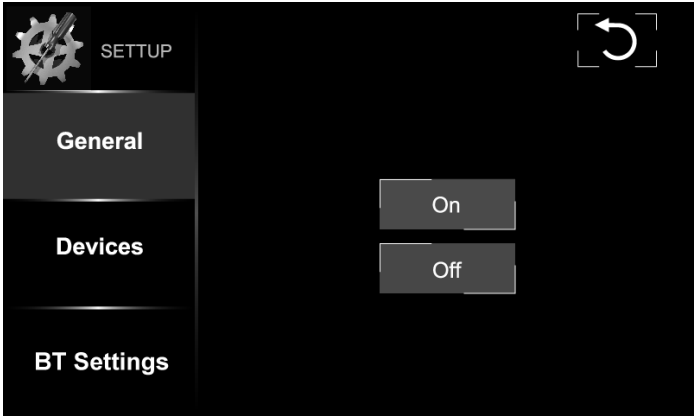 SETTUP
General
Devices
BT Settings
On
Off